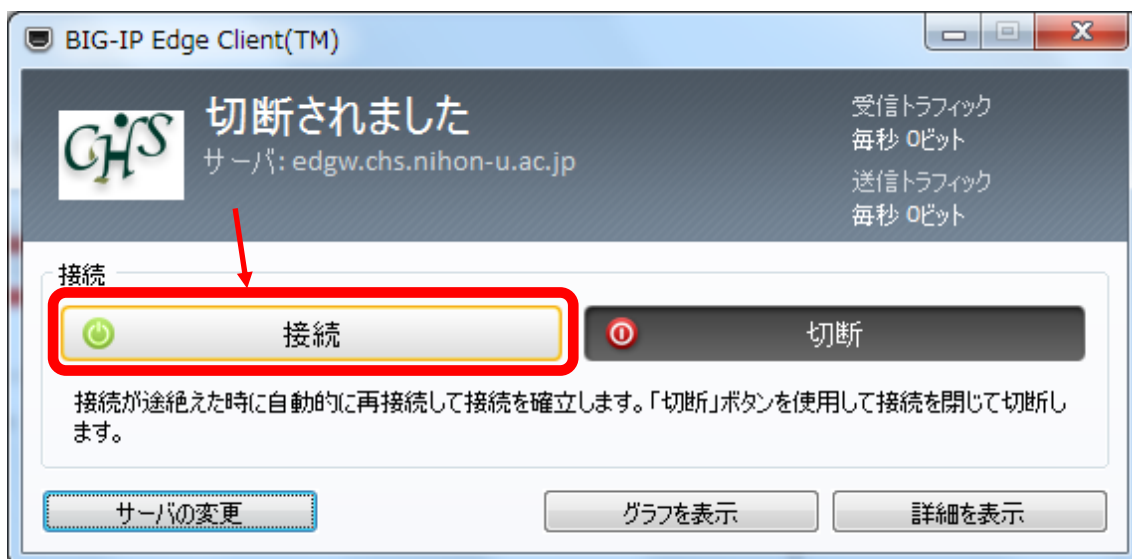 BIG-IP Edge Client(TM)
CHS
切断されました
サーバ: edgw.chs.nihon-u.ac.jp
受信トラフィック
毎秒 0ビット
送信トラフィック
毎秒 0ビット
接続
接続
切断
接続が途絶えた時に自動的に再接続して接続を確立します。「切断」ボタンを使用して接続を閉じて切断し
ます。
サーバの変更
グラフを表示
詳細を表示